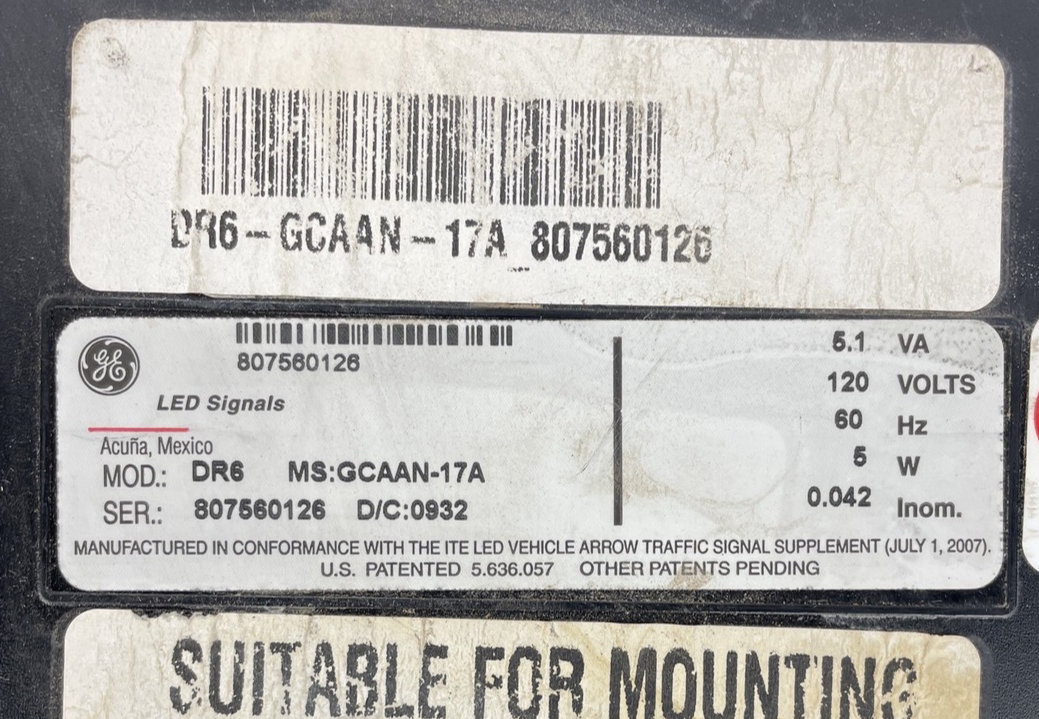 DR6-GCAAN-17A 807560126
GE
807560126
LED Signals
Acuña, Mexico
MOD.: DR6 MS:GCAAN-17A
SER.: 807560126 D/C:0932
5.1 VA
120 VOLTS
60 Hz
5 W
0.042 Inom.
MANUFACTURED IN CONFORMANCE WITH THE ITE LED VEHICLE ARROW TRAFFIC SIGNAL SUPPLEMENT (JULY 1, 2007).
U.S. PATENTED 5.636.057 OTHER PATENTS PENDING
SUITABLE FOR MOUNTING